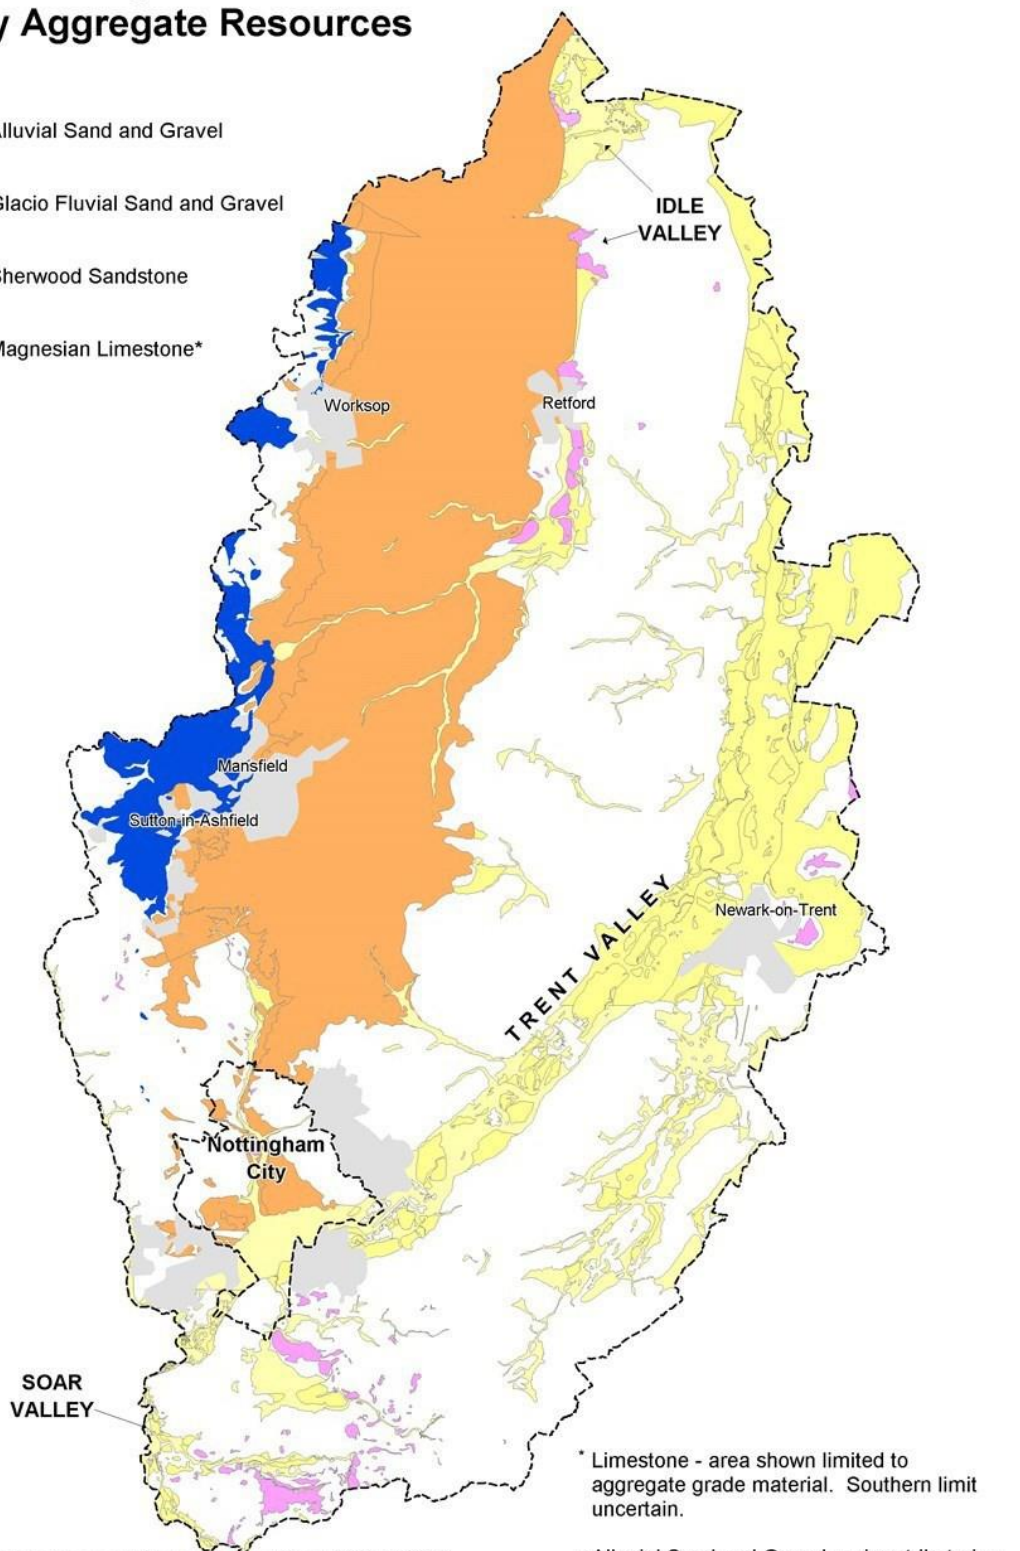 y Aggregate Resources
Alluvial Sand and Gravel
Glacio Fluvial Sand and Gravel
Sherwood Sandstone
Magnesian Limestone*
IDLE
VALLEY
Worksop
Retford
Mansfield
Sutton-in-Ashfield
Newark-on-Trent
TRENT VALLEY
Nottingham
City
SOAR
VALLEY
* Limestone - area shown limited to
aggregate grade material. Southern limit
uncertain.